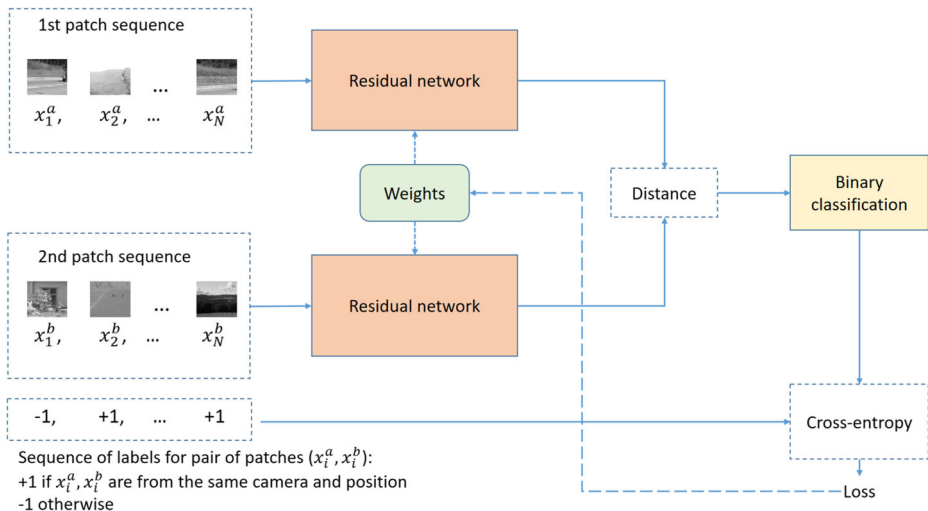 1st patch sequence
...
x_1^a, x_2^a, ... x_N^a
Residual network
Weights
Distance
Binary
classification
2nd patch sequence
...
x_1^b, x_2^b, ... x_N^b
Residual network
-1, +1, ... +1
Cross-entropy
Loss
Sequence of labels for pair of patches (x_i^a, x_i^b):
+1 if x_i^a, x_i^b are from the same camera and position
-1 otherwise